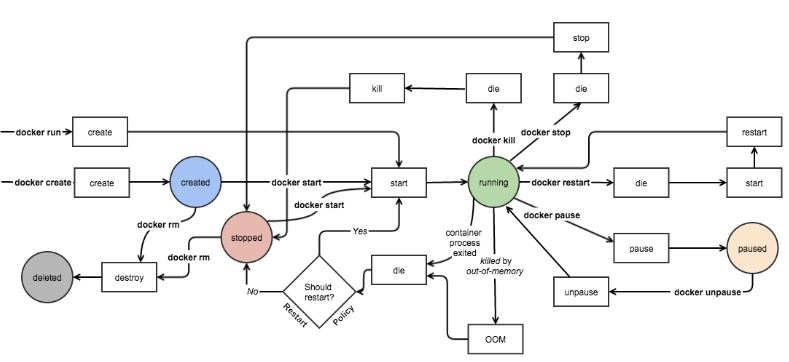 stop
kill
die
die
docker kill
docker stop
docker run
create
restart
docker create
create
created
docker start
start
running
docker restart
die
start
docker start
docker rm
stopped
docker pause
Yes
container
process
exited
pause
paused
docker rm
deleted
destroy
die
killed by
out-of-memory
Should
restart?
No
unpause
docker unpause
Restart
Policy
OOM